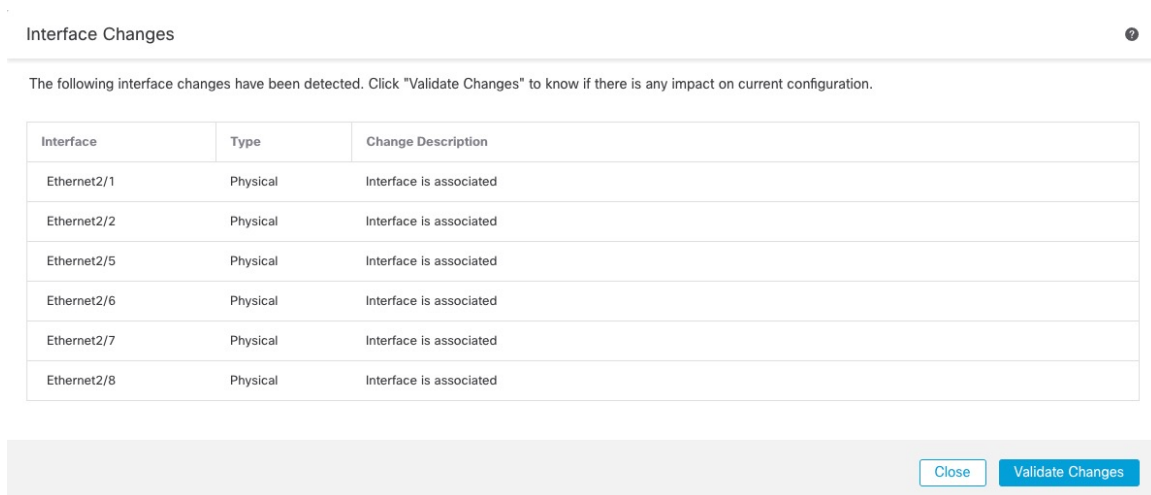 Interface Changes
The following interface changes have been detected. Click "Validate Changes" to know if there is any impact on current configuration.
Interface Type Change Description
Ethernet2/1 Physical Interface is associated
Ethernet2/2 Physical Interface is associated
Ethernet2/5 Physical Interface is associated
Ethernet2/6 Physical Interface is associated
Ethernet2/7 Physical Interface is associated
Ethernet2/8 Physical Interface is associated
Close Validate Changes